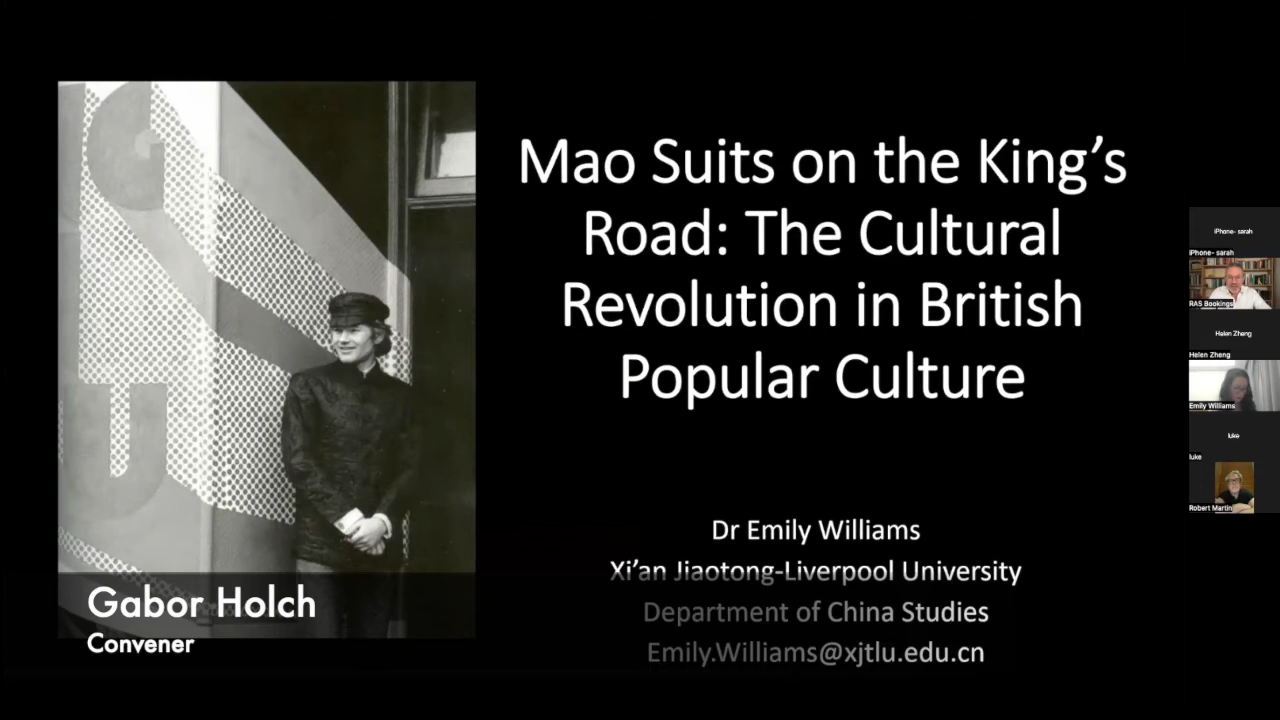 Mao Suits on the King's
Road: The Cultural
Revolution in British
Popular Culture
Dr Emily Williams
Xi'an Jiaotong-Liverpool University
Department of China Studies
Emily.Williams@xjtlu.edu.cn
Gabor Holch
Convener
iPhone- sarah
iPhone- sarah
RAS Bookings
Helen Zheng
Helen Zheng
Emily Williams
luke
luke
Robert Martin